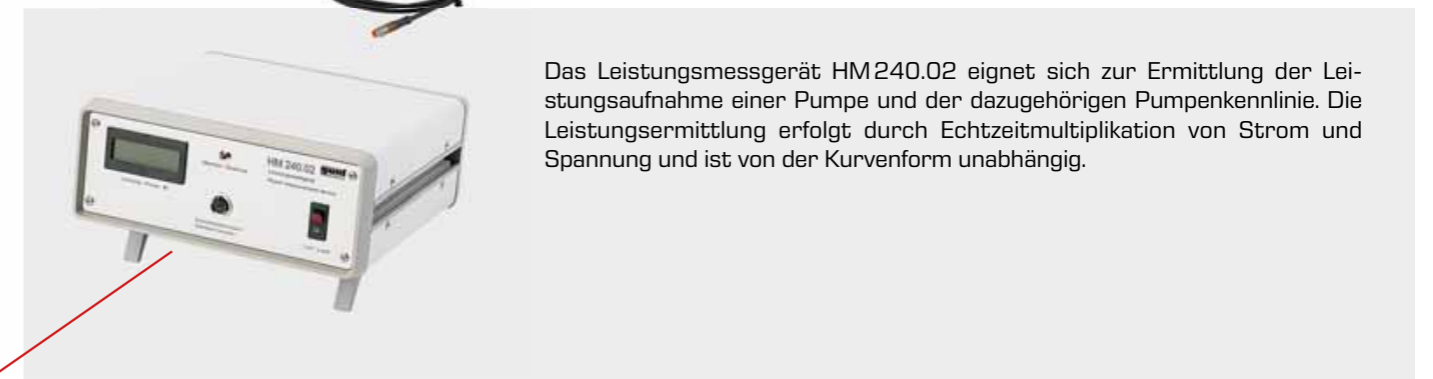 Das Leistungsmessgerät HM 240.02 eignet sich zur Ermittlung der Lei-
stungsaufnahme einer Pumpe und der dazugehörigen Pumpenkennlinie. Die
Leistungsermittlung erfolgt durch Echtzeitmultiplikation von Strom und
Spannung und ist von der Kurvenform unabhängig.
HM 240.02 gunt